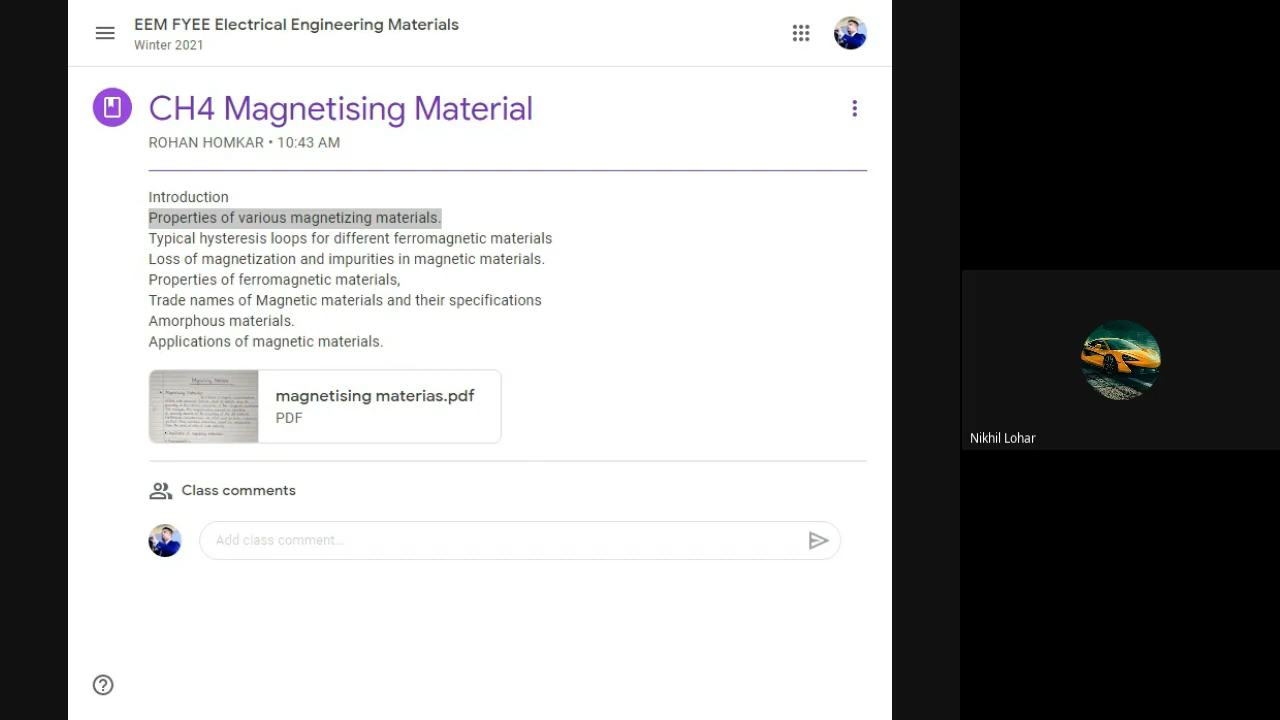 EEM FYEE Electrical Engineering Materials
Winter 2021
CH4 Magnetising Material
ROHAN HOMKAR • 10:43 AM
Introduction
Properties of various magnetizing materials.
Typical hysteresis loops for different ferromagnetic materials
Loss of magnetization and impurities in magnetic materials.
Properties of ferromagnetic materials,
Trade names of Magnetic materials and their specifications
Amorphous materials.
Applications of magnetic materials.
magnetising materias.pdf
PDF
Class comments
Add class comment...
Nikhil Lohar